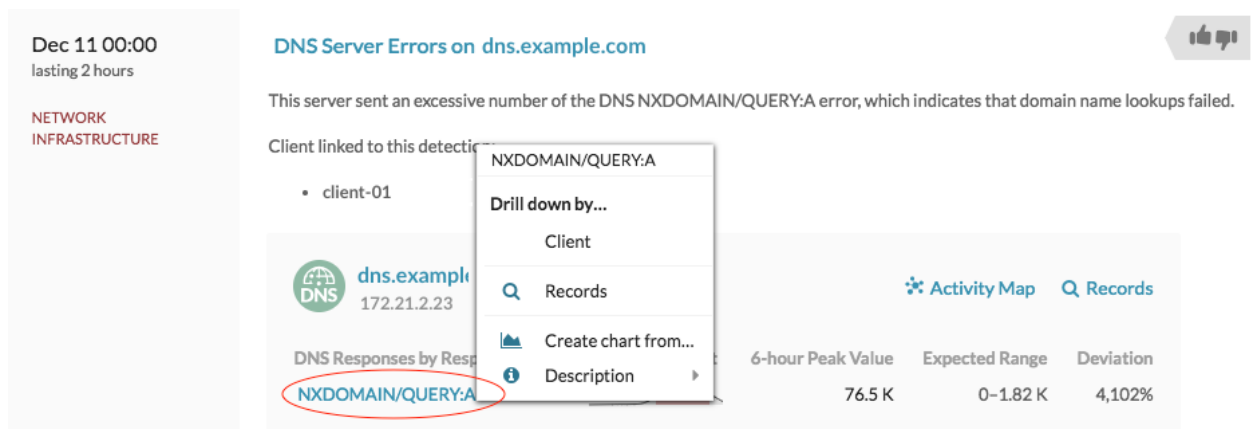 Dec 11 00:00
lasting 2 hours
NETWORK
INFRASTRUCTURE
DNS Server Errors on dns.example.com
This server sent an excessive number of the DNS NXDOMAIN/QUERY:A error, which indicates that domain name lookups failed.
Client linked to this detection:
• client-01
NXDOMAIN/QUERY:A
Drill down by...
Client
Records
Create chart from...
Description
DNS
dns.example
172.21.2.23
Activity Map
Records
DNS Responses by Resp
6-hour Peak Value Expected Range Deviation
NXDOMAIN/QUERY:A 76.5 K 0–1.82 K 4,102%